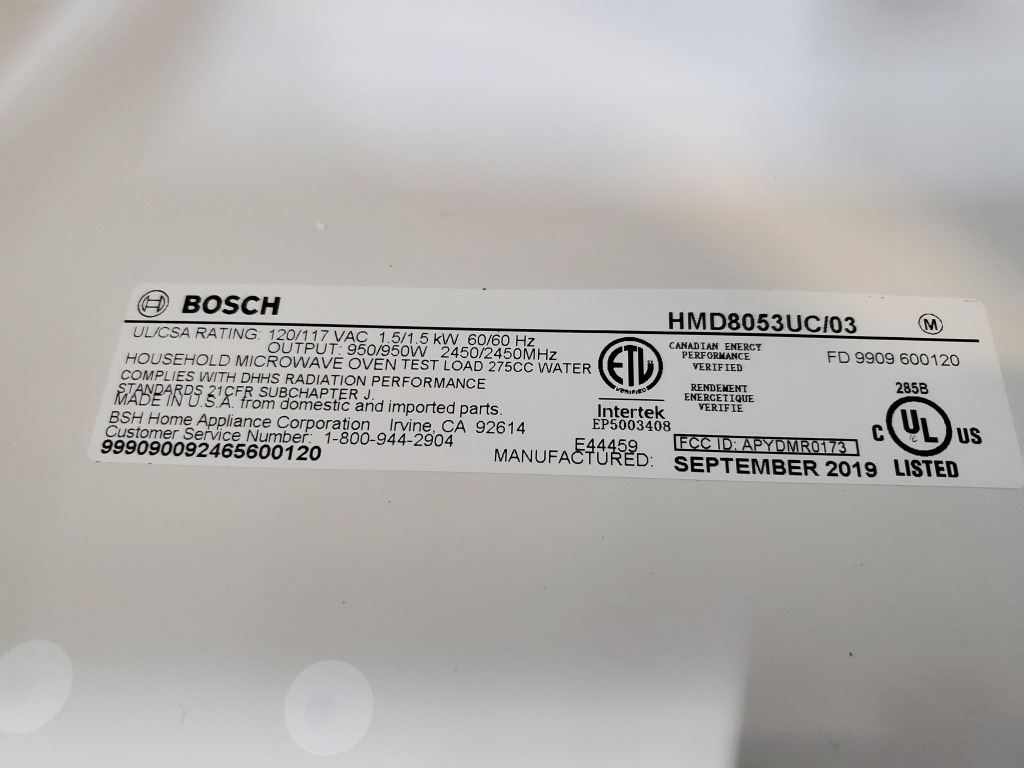 BOSCH
HMD8053UC/03
M
UL/CSA RATING: 120/117 VAC 1.5/1.5 kW 60/60 Hz
OUTPUT: 950/950W 2450/2450MHz
HOUSEHOLD MICROWAVE OVEN TEST LOAD 275CC WATER
COMPLIES WITH DHHS RADIATION PERFORMANCE
STANDARDS 21CFR SUBCHAPTER J.
MADE IN U.S.A. from domestic and imported parts.
BSH Home Appliance Corporation Irvine, CA 92614
Customer Service Number: 1-800-944-2904
999090092465600120
ETL
VERIFIED
Intertek
EP5003408
CANADIAN ENERGY
PERFORMANCE
VERIFIED
RENDEMENT
ENERGETIQUE
VERIFIE
FD 9909 600120
285B
C UL US
LISTED
E44459
FCC ID: APYDMR0173
MANUFACTURED: SEPTEMBER 2019